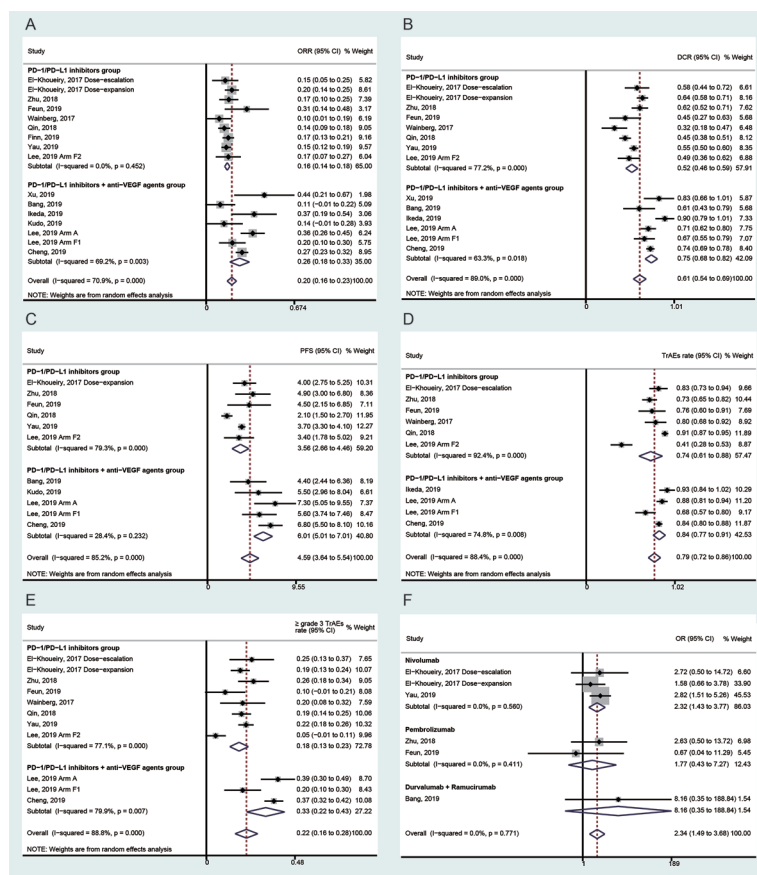 A
Study ORR (95% CI) % Weight
PD-1/PD-L1 inhibitors group
El-Khoueiry, 2017 Dose-escalation 0.15 (0.05 to 0.25) 5.82
El-Khoueiry, 2017 Dose-expansion 0.20 (0.14 to 0.25) 8.61
Zhu, 2018 0.17 (0.10 to 0.25) 7.39
Feun, 2019 0.31 (0.14 to 0.48) 3.17
Wainberg, 2017 0.10 (0.01 to 0.19) 6.19
Qin, 2018 0.14 (0.09 to 0.18) 9.05
Finn, 2019 0.17 (0.13 to 0.21) 9.16
Yau, 2019 0.15 (0.12 to 0.19) 9.57
Lee, 2019 Arm F2 0.17 (0.07 to 0.27) 6.04
Subtotal (I-squared = 0.0%, p = 0.452) 0.16 (0.14 to 0.18) 65.00
PD-1/PD-L1 inhibitors + anti-VEGF agents group
Xu, 2019 0.44 (0.21 to 0.67) 1.98
Bang, 2019 0.11 (-0.01 to 0.22) 5.09
Ikeda, 2019 0.37 (0.19 to 0.54) 3.06
Kudo, 2019 0.14 (-0.01 to 0.28) 3.93
Lee, 2019 Arm A 0.36 (0.26 to 0.45) 6.24
Lee, 2019 Arm F1 0.20 (0.10 to 0.30) 5.75
Cheng, 2019 0.27 (0.23 to 0.32) 8.95
Subtotal (I-squared = 69.2%, p = 0.003) 0.26 (0.18 to 0.33) 35.00
Overall (I-squared = 70.9%, p = 0.000) 0.20 (0.16 to 0.23)100.00
NOTE: Weights are from random effects analysis
0 0.674
B
Study DCR (95% CI) % Weight
PD-1/PD-L1 inhibitors group
El-Khoueiry, 2017 Dose-escalation 0.58 (0.44 to 0.72) 6.61
El-Khoueiry, 2017 Dose-expansion 0.64 (0.58 to 0.71) 8.16
Zhu, 2018 0.62 (0.52 to 0.71) 7.62
Feun, 2019 0.45 (0.27 to 0.63) 5.68
Wainberg, 2017 0.32 (0.18 to 0.47) 6.48
Qin, 2018 0.45 (0.38 to 0.51) 8.12
Yau, 2019 0.55 (0.50 to 0.60) 8.35
Lee, 2019 Arm F2 0.49 (0.36 to 0.62) 6.88
Subtotal (I-squared = 77.2%, p = 0.000) 0.52 (0.46 to 0.59) 57.91
PD-1/PD-L1 inhibitors + anti-VEGF agents group
Xu, 2019 0.83 (0.66 to 1.01) 5.87
Bang, 2019 0.61 (0.43 to 0.79) 5.68
Ikeda, 2019 0.90 (0.79 to 1.01) 7.33
Lee, 2019 Arm A 0.71 (0.62 to 0.80) 7.75
Lee, 2019 Arm F1 0.67 (0.55 to 0.79) 7.07
Cheng, 2019 0.74 (0.69 to 0.78) 8.40
Subtotal (I-squared = 63.3%, p = 0.018) 0.75 (0.68 to 0.82) 42.09
Overall (I-squared = 89.0%, p = 0.000) 0.61 (0.54 to 0.69)100.00
NOTE: Weights are from random effects analysis
0 1.01
C
Study PFS (95% CI) % Weight
PD-1/PD-L1 inhibitors group
El-Khoueiry, 2017 Dose-expansion 4.00 (2.75 to 5.25) 10.31
Zhu, 2018 4.90 (3.00 to 6.80) 8.36
Feun, 2019 4.50 (2.15 to 6.85) 7.11
Qin, 2018 2.10 (1.50 to 2.70) 11.95
Yau, 2019 3.70 (3.30 to 4.10) 12.27
Lee, 2019 Arm F2 3.40 (1.78 to 5.02) 9.21
Subtotal (I-squared = 79.3%, p = 0.000) 3.56 (2.66 to 4.46) 59.20
PD-1/PD-L1 inhibitors + anti-VEGF agents group
Bang, 2019 4.40 (2.44 to 6.36) 8.19
Kudo, 2019 5.50 (2.96 to 8.04) 6.61
Lee, 2019 Arm A 7.30 (5.05 to 9.55) 7.37
Lee, 2019 Arm F1 5.60 (3.74 to 7.46) 8.47
Cheng, 2019 6.80 (5.50 to 8.10) 10.16
Subtotal (I-squared = 28.4%, p = 0.232) 6.01 (5.01 to 7.01) 40.80
Overall (I-squared = 85.2%, p = 0.000) 4.59 (3.64 to 5.54)100.00
NOTE: Weights are from random effects analysis
0 9.55
D
Study TrAEs rate (95% CI) % Weight
PD-1/PD-L1 inhibitors group
El-Khoueiry, 2017 Dose-escalation 0.83 (0.73 to 0.94) 9.66
Zhu, 2018 0.73 (0.65 to 0.82) 10.44
Feun, 2019 0.76 (0.60 to 0.91) 7.69
Wainberg, 2017 0.80 (0.68 to 0.92) 8.92
Qin, 2018 0.91 (0.87 to 0.95) 11.89
Lee, 2019 Arm F2 0.41 (0.28 to 0.53) 8.87
Subtotal (I-squared = 92.4%, p = 0.000) 0.74 (0.61 to 0.88) 57.47
PD-1/PD-L1 inhibitors + anti-VEGF agents group
Ikeda, 2019 0.93 (0.84 to 1.02) 10.29
Lee, 2019 Arm A 0.88 (0.81 to 0.94) 11.20
Lee, 2019 Arm F1 0.68 (0.57 to 0.80) 9.17
Cheng, 2019 0.84 (0.80 to 0.88) 11.87
Subtotal (I-squared = 74.8%, p = 0.008) 0.84 (0.77 to 0.91) 42.53
Overall (I-squared = 88.4%, p = 0.000) 0.79 (0.72 to 0.86)100.00
NOTE: Weights are from random effects analysis
0 1.02
E
Study ≥ grade 3 TrAEs rate (95% CI) % Weight
PD-1/PD-L1 inhibitors group
El-Khoueiry, 2017 Dose-escalation 0.25 (0.13 to 0.37) 7.65
El-Khoueiry, 2017 Dose-expansion 0.19 (0.13 to 0.24) 10.07
Zhu, 2018 0.26 (0.18 to 0.34) 9.05
Feun, 2019 0.10 (-0.01 to 0.21) 8.08
Wainberg, 2017 0.20 (0.08 to 0.32) 7.59
Qin, 2018 0.19 (0.14 to 0.25) 10.06
Yau, 2019 0.22 (0.18 to 0.26) 10.32
Lee, 2019 Arm F2 0.05 (-0.01 to 0.11) 9.96
Subtotal (I-squared = 77.1%, p = 0.000) 0.18 (0.13 to 0.23) 72.78
PD-1/PD-L1 inhibitors + anti-VEGF agents group
Lee, 2019 Arm A 0.39 (0.30 to 0.49) 8.70
Lee, 2019 Arm F1 0.20 (0.10 to 0.30) 8.43
Cheng, 2019 0.37 (0.32 to 0.42) 10.08
Subtotal (I-squared = 79.9%, p = 0.007) 0.33 (0.22 to 0.43) 27.22
Overall (I-squared = 88.8%, p = 0.000) 0.22 (0.16 to 0.28)100.00
NOTE: Weights are from random effects analysis
0 0.48
F
Study OR (95% CI) % Weight
Nivolumab
El-Khoueiry, 2017 Dose-escalation 2.72 (0.50 to 14.72) 6.60
El-Khoueiry, 2017 Dose-expansion 1.58 (0.66 to 3.78) 33.90
Yau, 2019 2.82 (1.51 to 5.26) 45.53
Subtotal (I-squared = 0.0%, p = 0.560) 2.32 (1.43 to 3.77) 86.03
Pembrolizumab
Zhu, 2018 2.63 (0.50 to 13.72) 6.98
Feun, 2019 0.67 (0.04 to 11.29) 5.45
Subtotal (I-squared = 0.0%, p = 0.411) 1.77 (0.43 to 7.27) 12.43
Durvalumab + Ramucirumab
Bang, 2019 8.16 (0.35 to 188.84) 1.54
8.16 (0.35 to 188.84) 1.54
Overall (I-squared = 0.0%, p = 0.771) 2.34 (1.49 to 3.68) 100.00
1 189